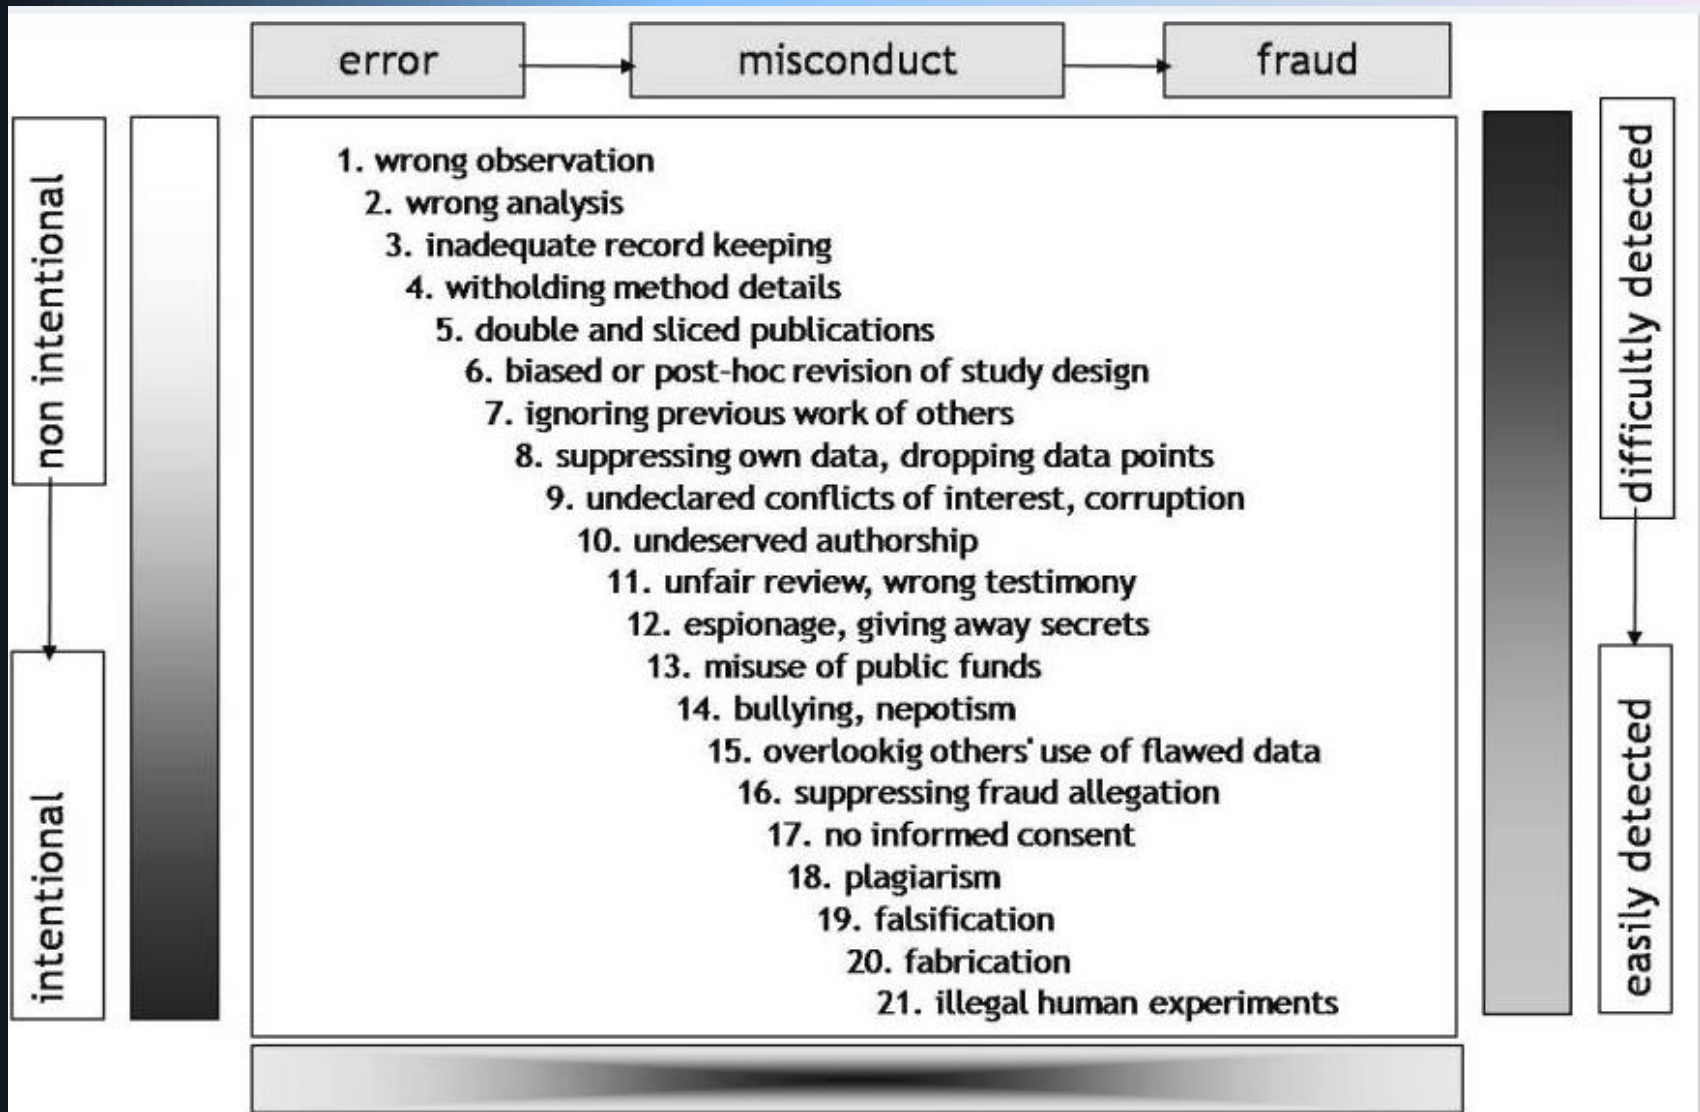 error
misconduct
fraud
non intentional
intentional
1. wrong observation
2. wrong analysis
3. inadequate record keeping
4. witholding method details
5. double and sliced publications
6. biased or post-hoc revision of study design
7. ignoring previous work of others
8. suppressing own data, dropping data points
9. undeclared conflicts of interest, corruption
10. undeserved authorship
11. unfair review, wrong testimony
12. espionage, giving away secrets
13. misuse of public funds
14. bullying, nepotism
15. overlookig others' use of flawed data
16. suppressing fraud allegation
17. no informed consent
18. plagiarism
19. falsification
20. fabrication
21. illegal human experiments
difficultly detected
easily detected